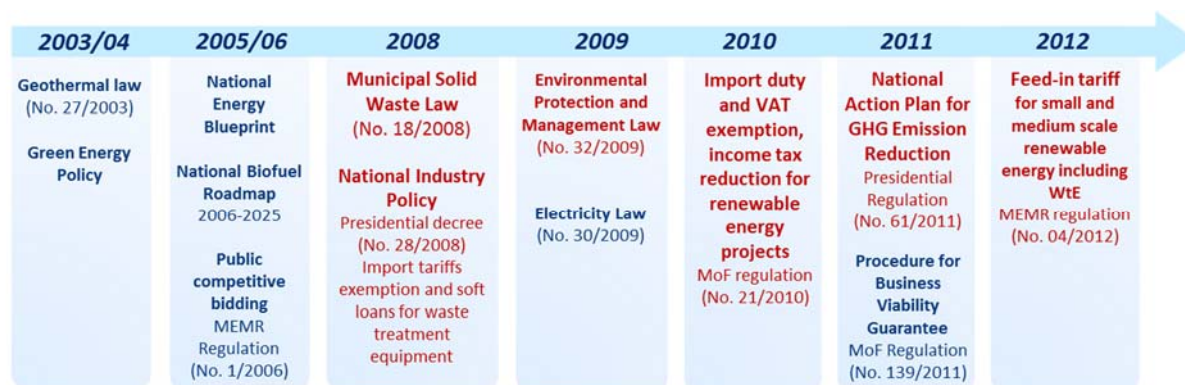 2003/04
2005/06
2008
2009
2010
2011
2012
Geothermal law
(No. 27/2003)
Green Energy
Policy
National
Energy
Blueprint
National Biofuel
Roadmap
2006-2025
Public
competitive
bidding
MEMR
Regulation
(No. 1/2006)
Municipal Solid
Waste Law
(No. 18/2008)
National Industry
Policy
Presidential decree
(No. 28/2008)
Import tariffs
exemption and soft
loans for waste
treatment
equipment
Environmental
Protection and
Management Law
(No. 32/2009)
Electricity Law
(No. 30/2009)
Import duty
and VAT
exemption,
income tax
reduction for
renewable
energy
projects
MoF regulation
(No. 21/2010)
National
Action Plan for
GHG Emission
Reduction
Presidential
Regulation
(No. 61/2011)
Procedure for
Business
Viability
Guarantee
MoF Regulation
(No. 139/2011)
Feed-in tariff
for small and
medium scale
renewable
energy including
WtE
MEMR regulation
(No. 04/2012)